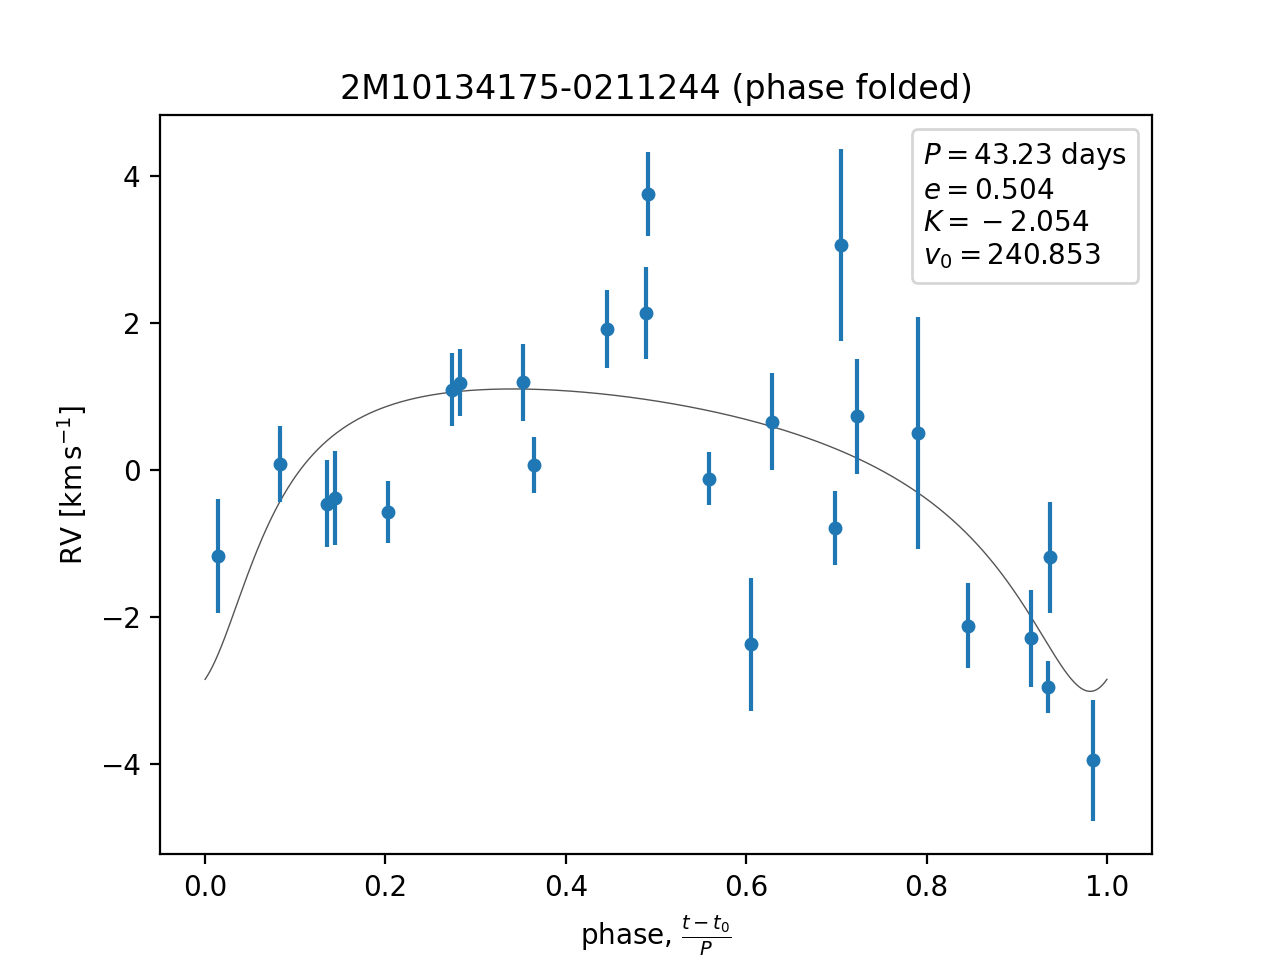 2M10134175-0211244 (phase folded)
P = 43.23 days
e = 0.504
K = −2.054
v₀ = 240.853
4
2
0
−2
−4
RV [km s⁻¹]
0.0 0.2 0.4 0.6 0.8 1.0
phase, (t − t₀)/P